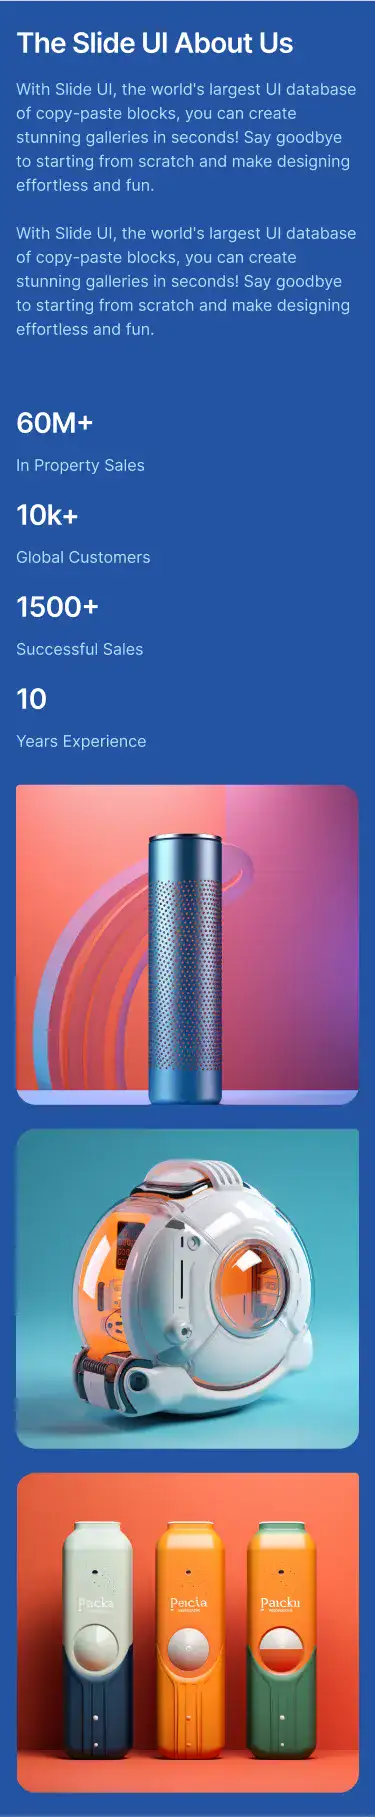 The Slide UI About Us
With Slide UI, the world's largest UI database
of copy-paste blocks, you can create
stunning galleries in seconds! Say goodbye
to starting from scratch and make designing
effortless and fun.
With Slide UI, the world's largest UI database
of copy-paste blocks, you can create
stunning galleries in seconds! Say goodbye
to starting from scratch and make designing
effortless and fun.
60M+
In Property Sales
10k+
Global Customers
1500+
Successful Sales
10
Years Experience